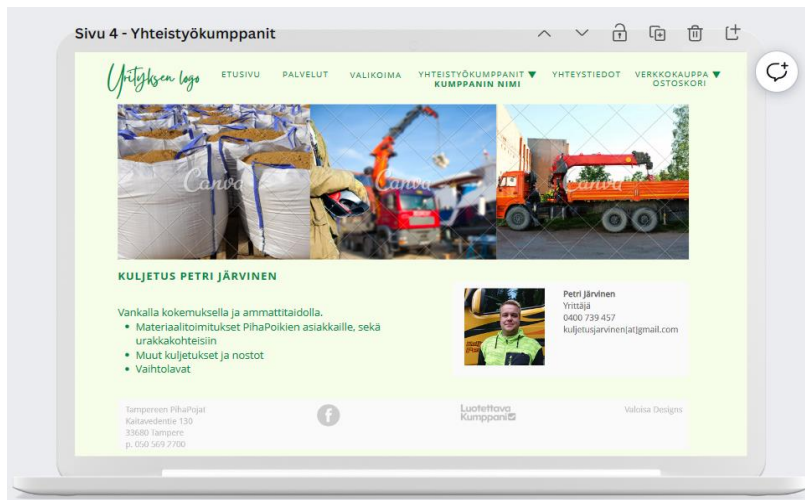 Sivu 4 - Yhteistyökumppanit
Yrityksen logo
ETUSIVU
PALVELUT
VALIKOIMA
YHTEISTYÖKUMPPANIT ▼
KUMPPANIN NIMI
YHTEYSTIEDOT
VERKKOKAUPPA ▼
OSTOSKORI
Canva
Canva
Canva
KULJETUS PETRI JÄRVINEN
Vankalla kokemuksella ja ammattitaidolla.
• Materiaalitoimitukset PihaPoikien asiakkaille, sekä
urakkakohteisiin
• Muut kuljetukset ja nostot
• Vaihtolavat
Petri Järvinen
Yrittäjä
0400 739 457
kuljetusjarvinen[at]gmail.com
Tampereen PihaPojat
Kaitavedentie 130
33680 Tampere
p. 050 569 7700
f
Luotettava
Kumppani
Valoisa Designs